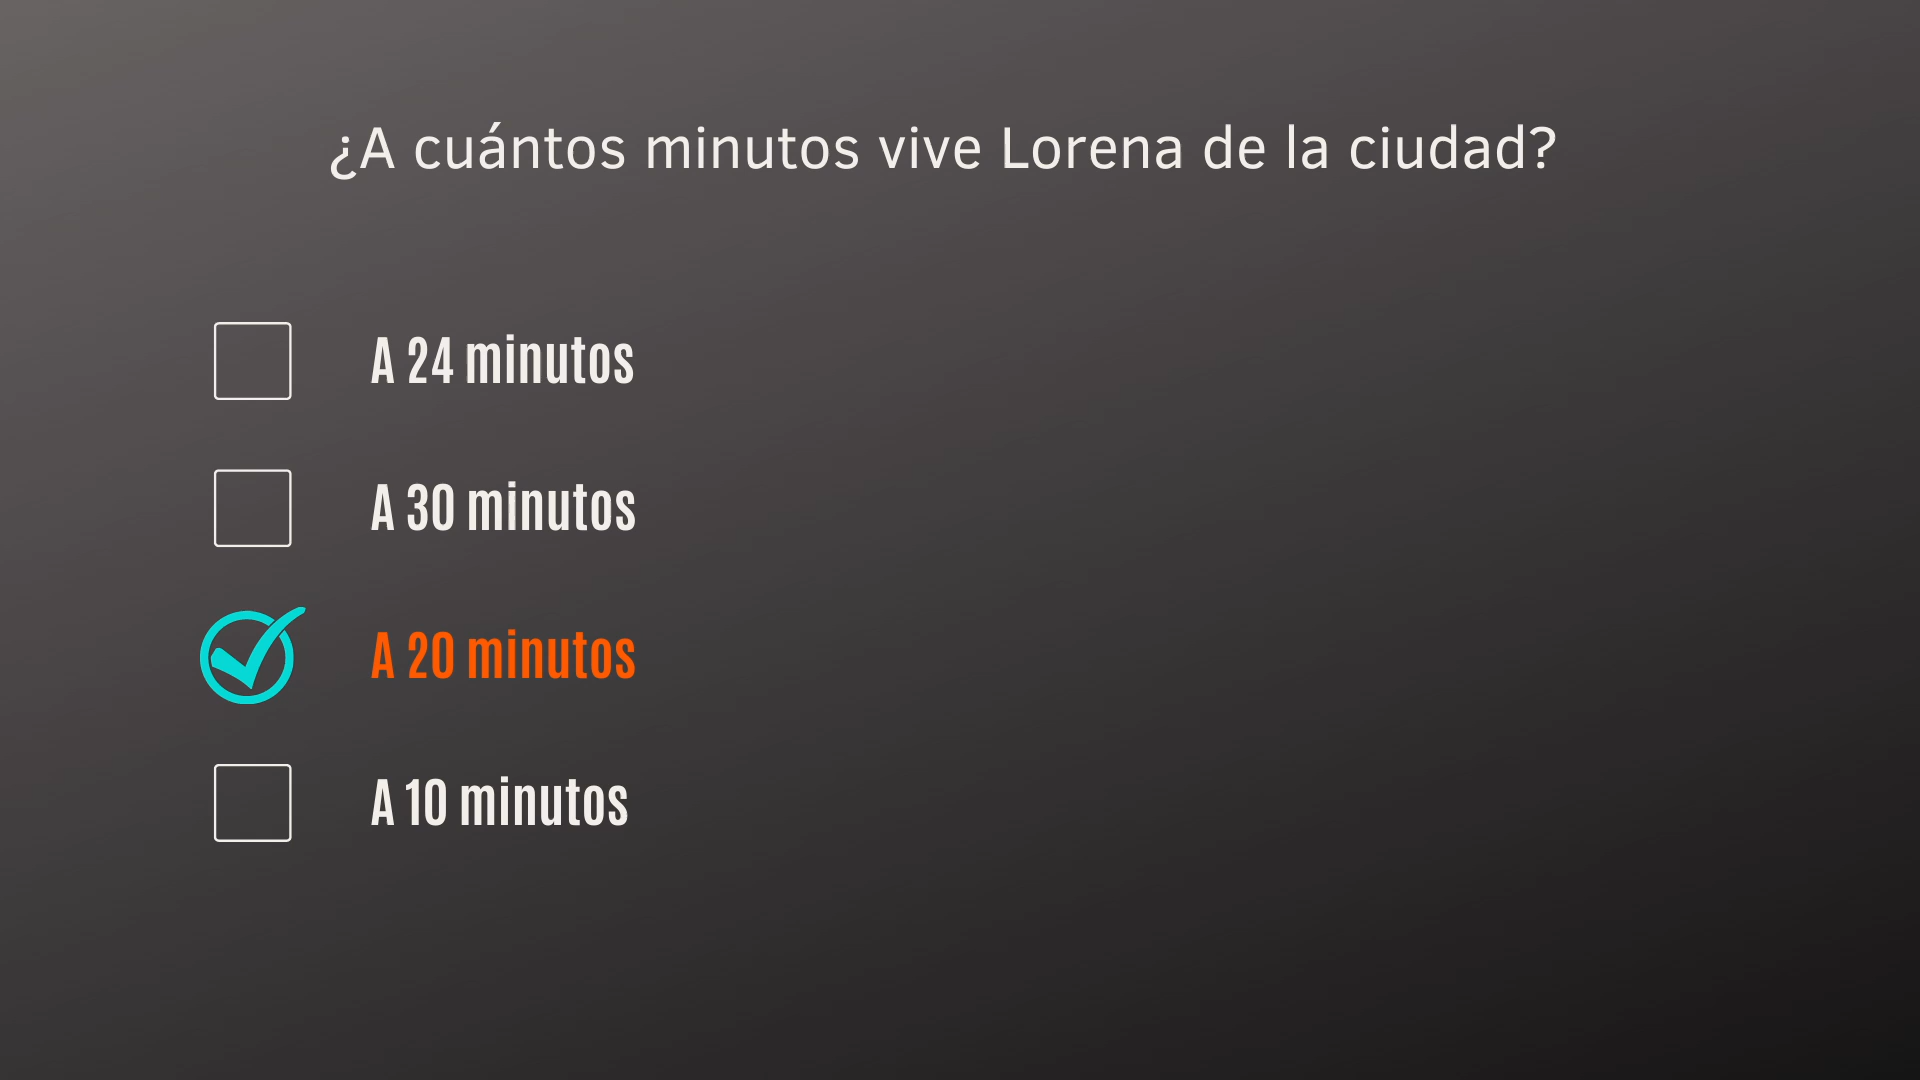 ¿A cuántos minutos vive Lorena de la ciudad?
A 24 minutos
A 30 minutos
A 20 minutos
A 10 minutos